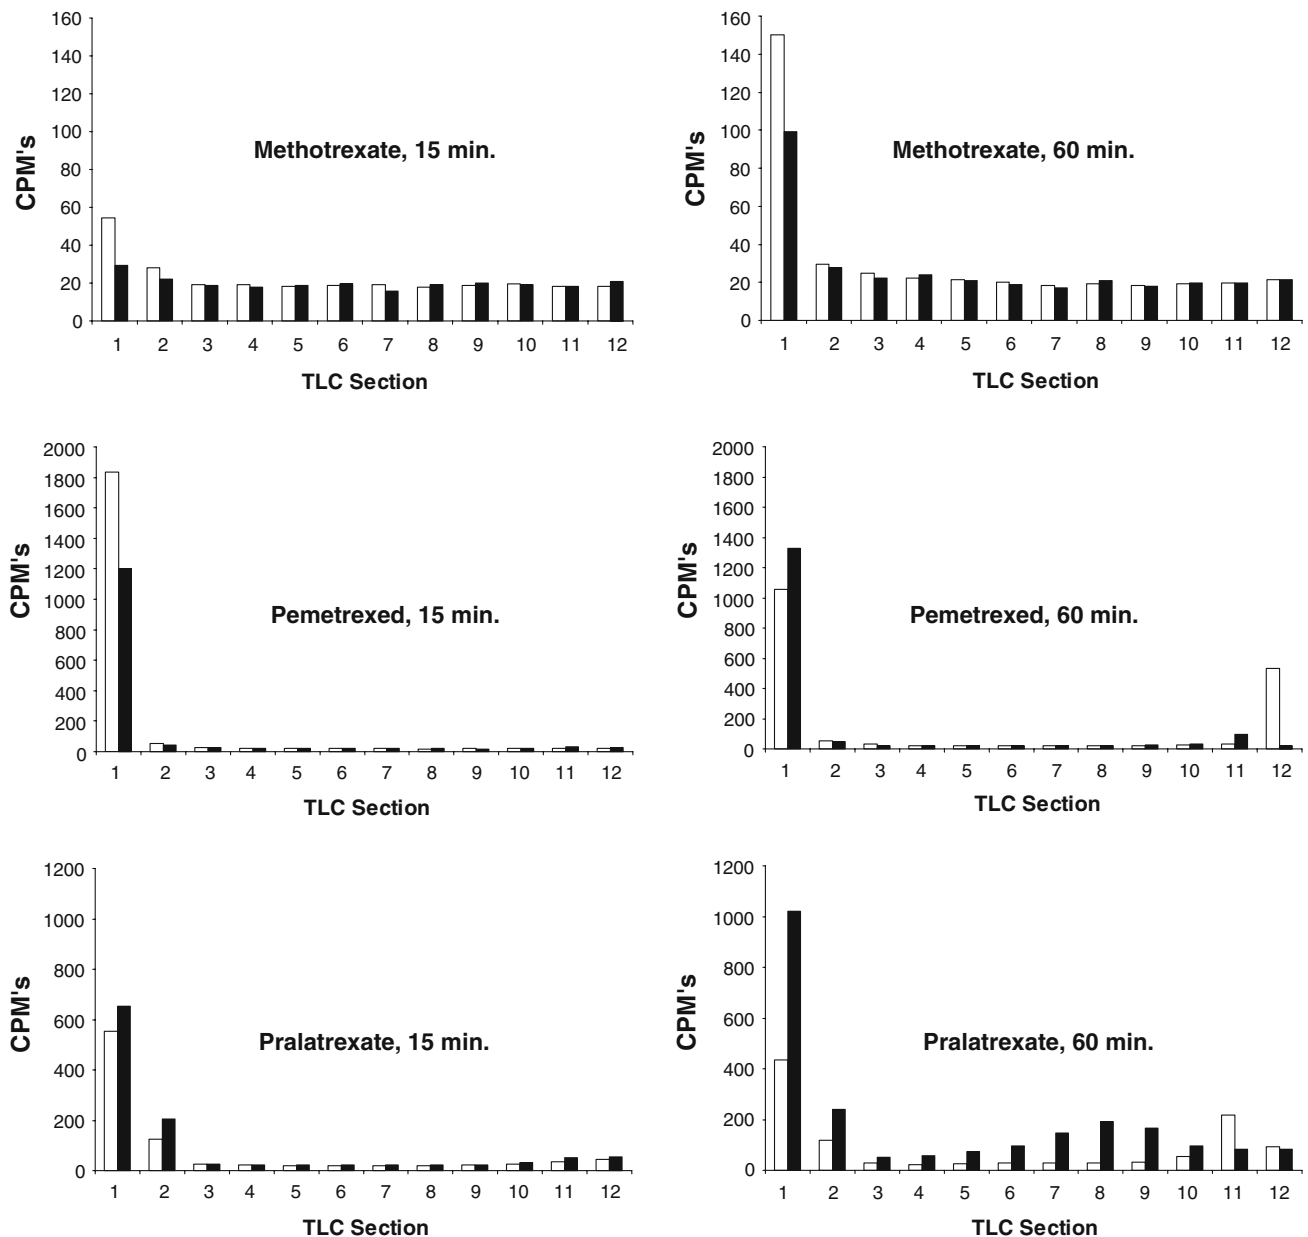 160
140
120
100
80
60
40
20
0
CPM's
Methotrexate, 15 min.
1 2 3 4 5 6 7 8 9 10 11 12
TLC Section
160
140
120
100
80
60
40
20
0
CPM's
Methotrexate, 60 min.
1 2 3 4 5 6 7 8 9 10 11 12
TLC Section
2000
1800
1600
1400
1200
1000
800
600
400
200
0
CPM's
Pemetrexed, 15 min.
1 2 3 4 5 6 7 8 9 10 11 12
TLC Section
2000
1800
1600
1400
1200
1000
800
600
400
200
0
CPM's
Pemetrexed, 60 min.
1 2 3 4 5 6 7 8 9 10 11 12
TLC Section
1200
1000
800
600
400
200
0
CPM's
Pralatrexate, 15 min.
1 2 3 4 5 6 7 8 9 10 11 12
TLC Section
1200
1000
800
600
400
200
0
CPM's
Pralatrexate, 60 min.
1 2 3 4 5 6 7 8 9 10 11 12
TLC Section